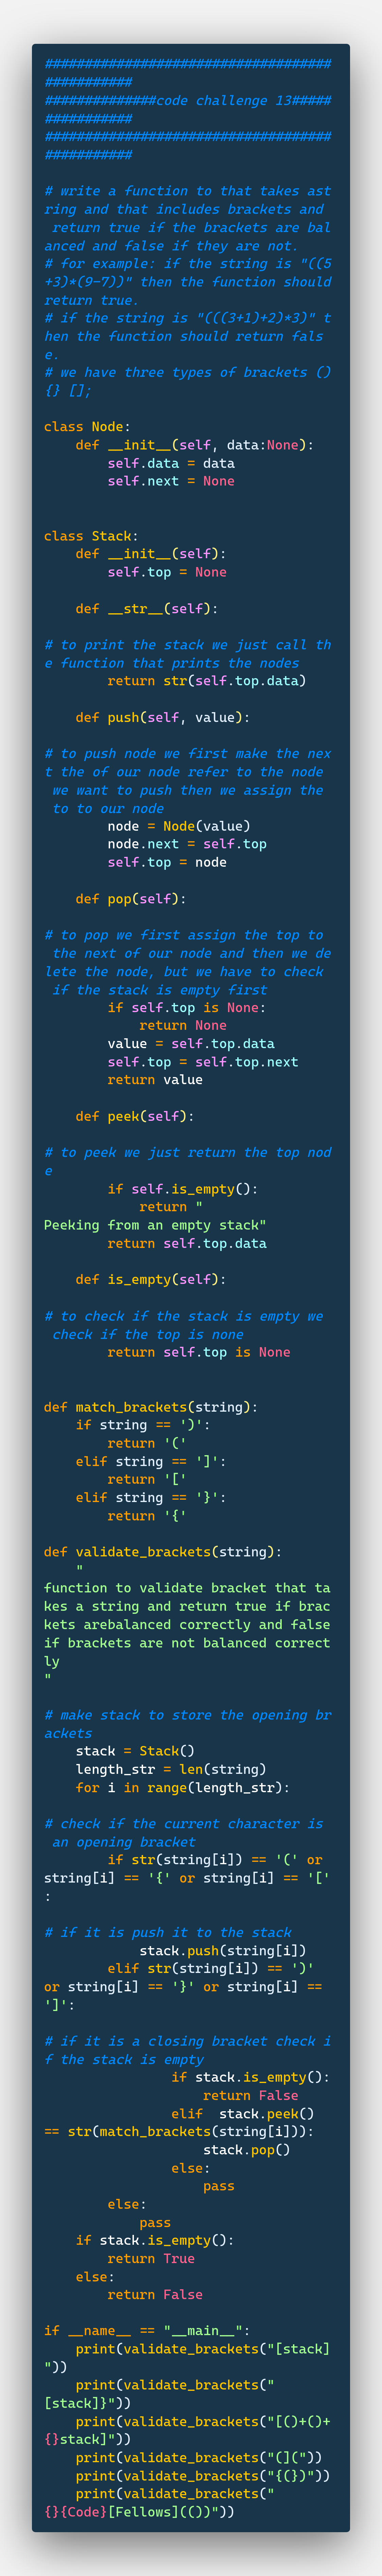 ###################################
###########
##############code challenge 13#####
###########
###################################
###########
# write a function to that takes ast
ring and that includes brackets and
 return true if the brackets are bal
anced and false if they are not.
# for example: if the string is "((5
+3)*(9-7))" then the function should
return true.
# if the string is "(((3+1)+2)*3)" t
hen the function should return fals
e.
# we have three types of brackets ()
{} [];
class Node:
    def __init__(self, data:None):
        self.data = data
        self.next = None
class Stack:
    def __init__(self):
        self.top = None
    def __str__(self):
# to print the stack we just call th
e function that prints the nodes
        return str(self.top.data)
    def push(self, value):
# to push node we first make the nex
t the of our node refer to the node
 we want to push then we assign the
 to to our node
        node = Node(value)
        node.next = self.top
        self.top = node
    def pop(self):
# to pop we first assign the top to
 the next of our node and then we de
lete the node, but we have to check
 if the stack is empty first
        if self.top is None:
            return None
        value = self.top.data
        self.top = self.top.next
        return value
    def peek(self):
# to peek we just return the top nod
e
        if self.is_empty():
            return "
Peeking from an empty stack"
        return self.top.data
    def is_empty(self):
# to check if the stack is empty we
 check if the top is none
        return self.top is None
def match_brackets(string):
    if string == ')':
        return '('
    elif string == ']':
        return '['
    elif string == '}':
        return '{'
def validate_brackets(string):
    "
function to validate bracket that ta
kes a string and return true if brac
kets arebalanced correctly and false
if brackets are not balanced correct
ly
"
# make stack to store the opening br
ackets
    stack = Stack()
    length_str = len(string)
    for i in range(length_str):
# check if the current character is
 an opening bracket
        if str(string[i]) == '(' or
string[i] == '{' or string[i] == '['
:
# if it is push it to the stack
            stack.push(string[i])
        elif str(string[i]) == ')'
or string[i] == '}' or string[i] ==
']':
# if it is a closing bracket check i
f the stack is empty
                if stack.is_empty():
                    return False
                elif  stack.peek()
== str(match_brackets(string[i])):
                    stack.pop()
                else:
                    pass
        else:
            pass
    if stack.is_empty():
        return True
    else:
        return False
if __name__ == "__main__":
    print(validate_brackets("[stack]
"))
    print(validate_brackets("
[stack]}"))
    print(validate_brackets("[()+()+
{}stack]"))
    print(validate_brackets("(]("))
    print(validate_brackets("{(})"))
    print(validate_brackets("
{}{Code}[Fellows](())"))